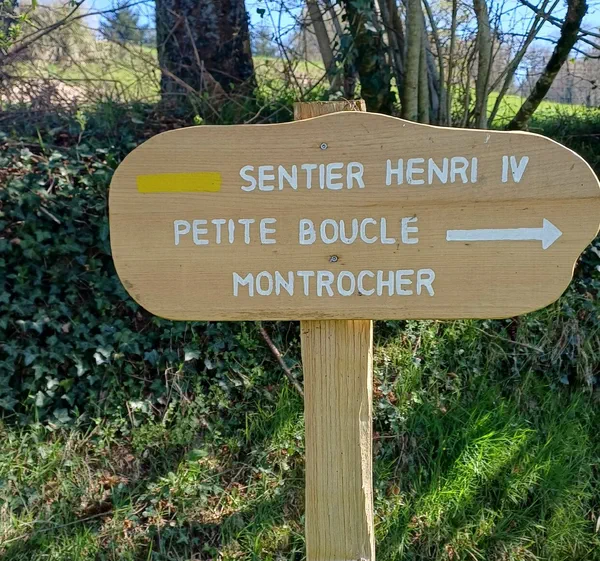 SENTIER HENRI IV
PETITE BOUCLE
MONTROCHER